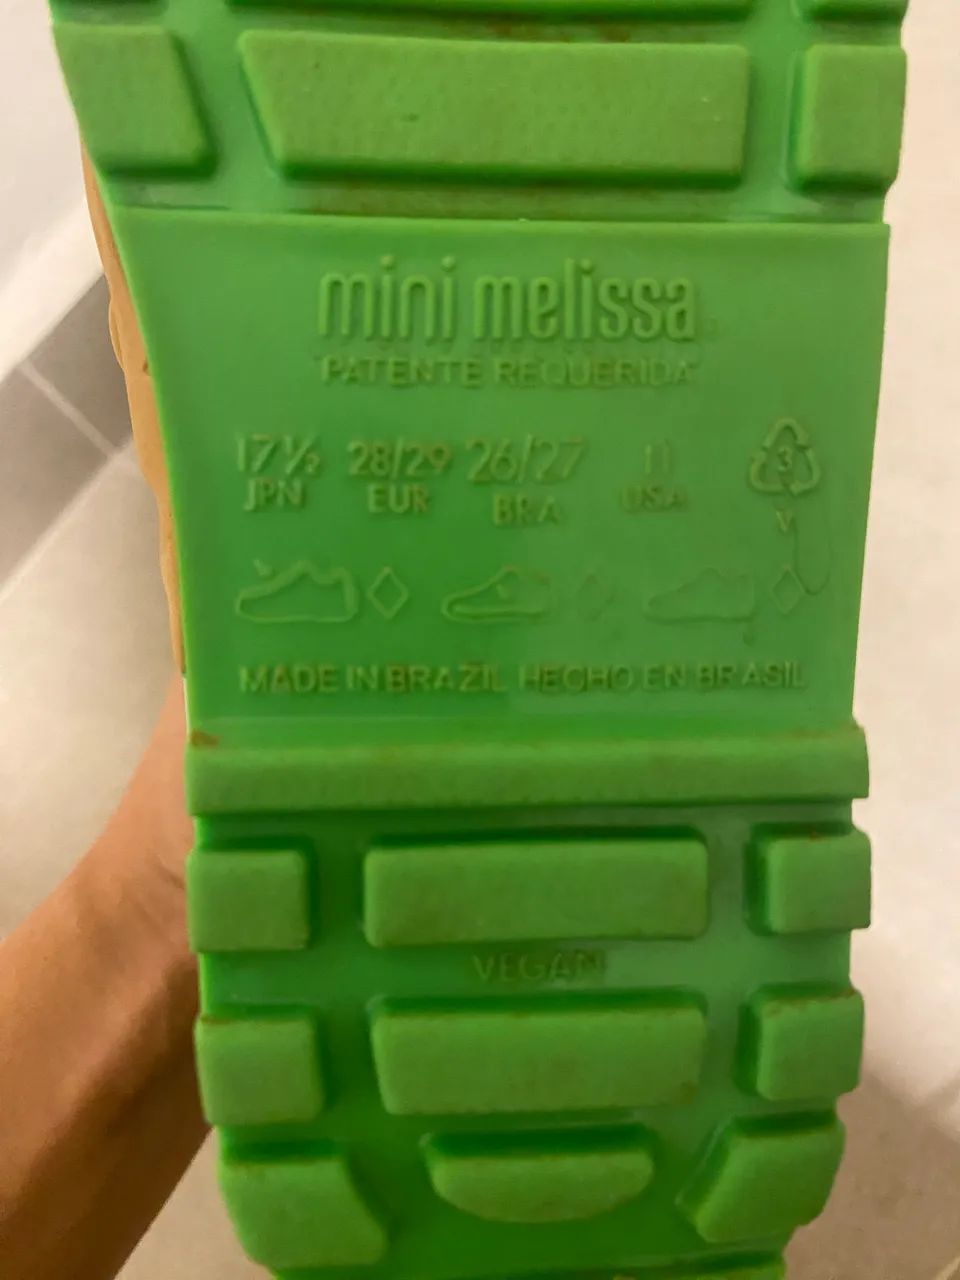 mini melissa
PATENTE REQUERIDA
17½ 28/29 26/27 11
JPN EUR BRA USA
3
V
MADE IN BRAZIL HECHO EN BRASIL
VEGAN